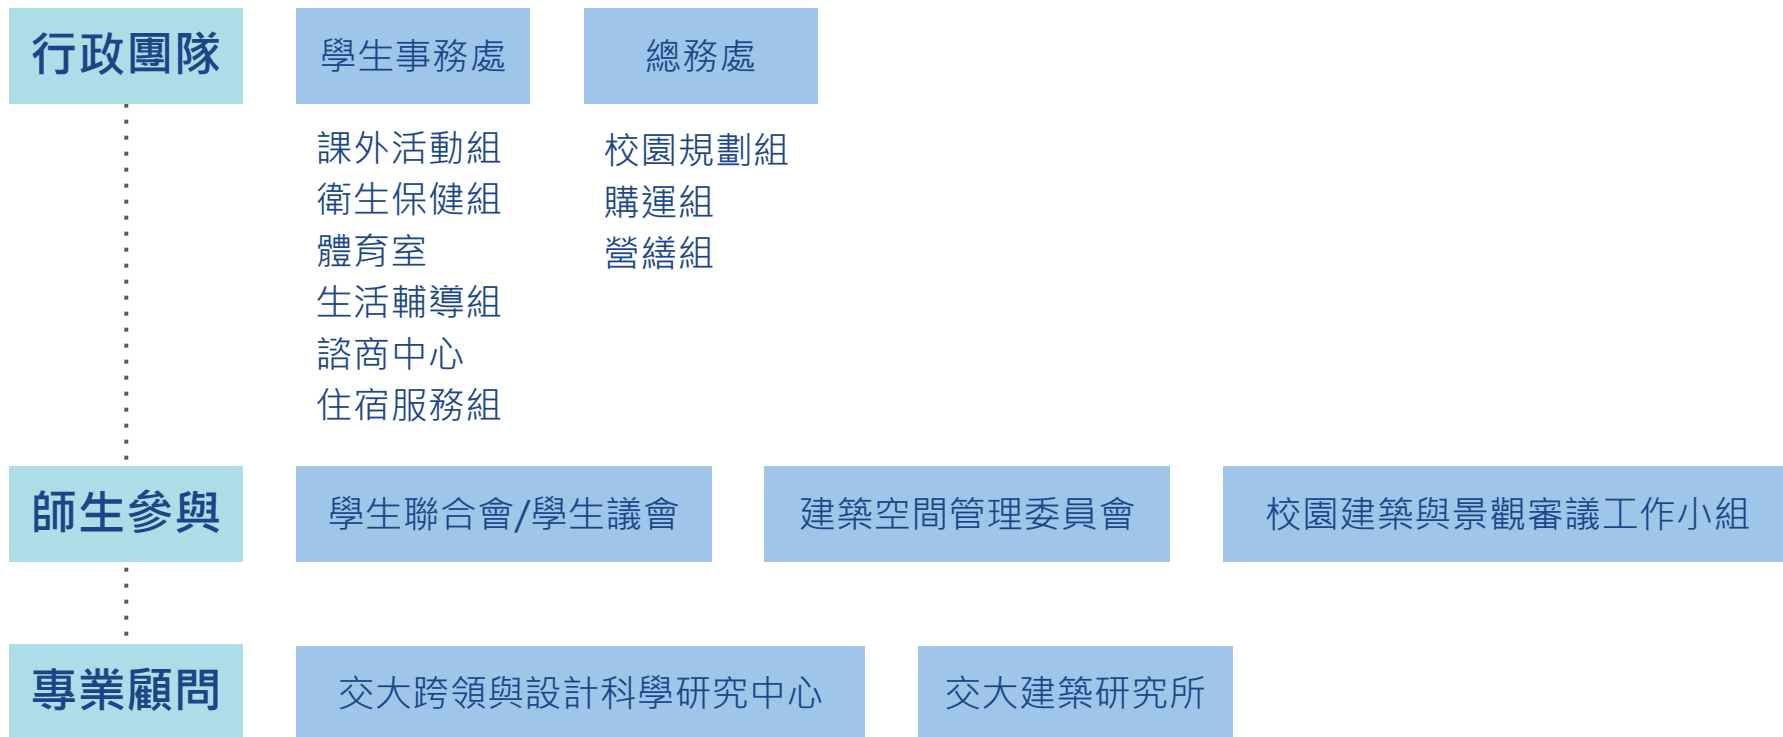 行政團隊
學生事務處
總務處
課外活動組
衛生保健組
體育室
生活輔導組
諮商中心
住宿服務組
校園規劃組
購運組
營繕組
師生參與
學生聯合會/學生議會
建築空間管理委員會
校園建築與景觀審議工作小組
專業顧問
交大跨領與設計科學研究中心
交大建築研究所